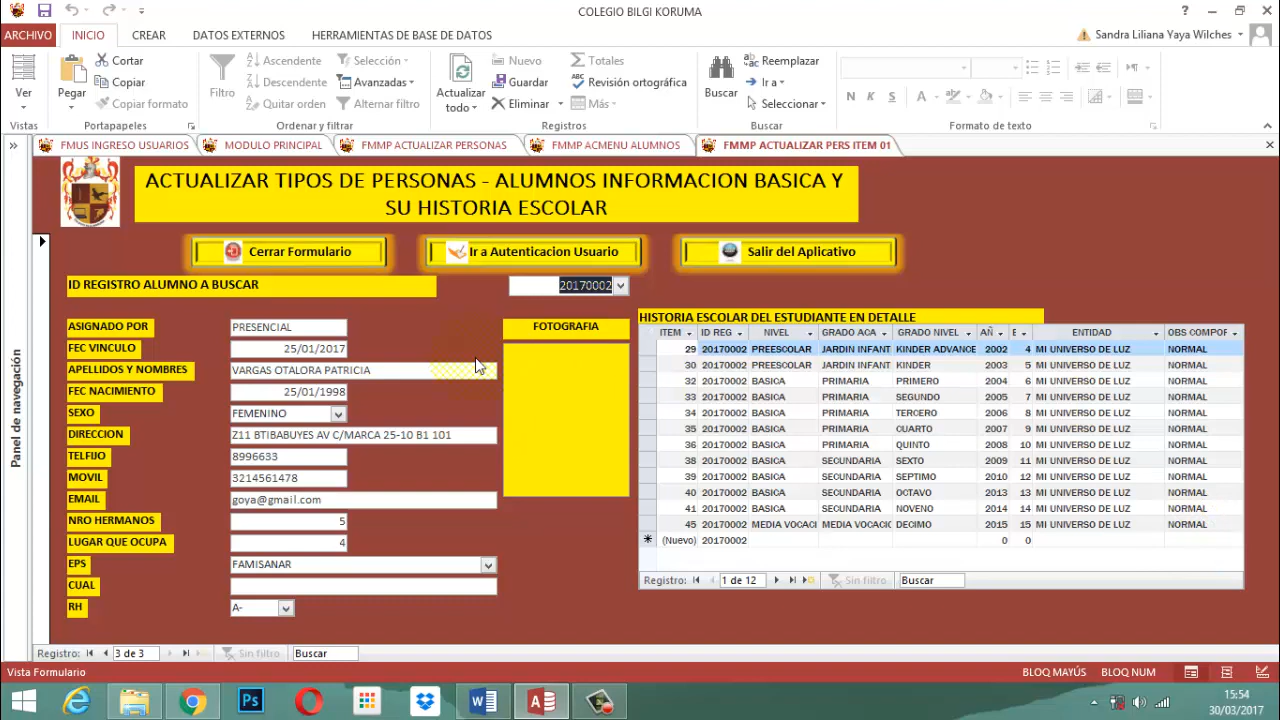 COLEGIO BILGI KORUMA
ARCHIVO INICIO CREAR DATOS EXTERNOS HERRAMIENTAS DE BASE DE DATOS Sandra Liliana Yaya Wilches
Ver
Vistas
Pegar
Cortar
Copiar
Copiar formato
Portapapeles
Filtro
Ascendente
Descendente
Quitar orden
Selección
Avanzadas
Alternar filtro
Ordenar y filtrar
Actualizar
todo
Nuevo
Guardar
Eliminar
Totales
Revisión ortográfica
Más
Registros
Buscar
Reemplazar
Ir a
Seleccionar
Buscar
N K S A
Formato de texto
FMUS INGRESO USUARIOS MODULO PRINCIPAL FMMP ACTUALIZAR PERSONAS FMMP ACMENU ALUMNOS FMMP ACTUALIZAR PERS ITEM 01
Panel de navegación
ACTUALIZAR TIPOS DE PERSONAS - ALUMNOS INFORMACION BASICA Y
SU HISTORIA ESCOLAR
Cerrar Formulario Ir a Autenticacion Usuario Salir del Aplicativo
ID REGISTRO ALUMNO A BUSCAR 20170002
ASIGNADO POR PRESENCIAL
FEC VINCULO 25/01/2017
APELLIDOS Y NOMBRES VARGAS OTALORA PATRICIA
FEC NACIMIENTO 25/01/1998
SEXO FEMENINO
DIRECCION Z11 BTIBABUYES AV C/MARCA 25-10 B1 101
TELFIJO 8996633
MOVIL 3214561478
EMAIL goya@gmail.com
NRO HERMANOS 5
LUGAR QUE OCUPA 4
EPS FAMISANAR
CUAL
RH A-
FOTOGRAFIA
HISTORIA ESCOLAR DEL ESTUDIANTE EN DETALLE
ITEM ID REG NIVEL GRADO ACA GRADO NIVEL AÑ E ENTIDAD OBS COMPOR
29 20170002 PREESCOLAR JARDIN INFANT KINDER ADVANCE 2002 4 MI UNIVERSO DE LUZ NORMAL
30 20170002 PREESCOLAR JARDIN INFANT KINDER 2003 5 MI UNIVERSO DE LUZ NORMAL
32 20170002 BASICA PRIMARIA PRIMERO 2004 6 MI UNIVERSO DE LUZ NORMAL
33 20170002 BASICA PRIMARIA SEGUNDO 2005 7 MI UNIVERSO DE LUZ NORMAL
34 20170002 BASICA PRIMARIA TERCERO 2006 8 MI UNIVERSO DE LUZ NORMAL
35 20170002 BASICA PRIMARIA CUARTO 2007 9 MI UNIVERSO DE LUZ NORMAL
36 20170002 BASICA PRIMARIA QUINTO 2008 10 MI UNIVERSO DE LUZ NORMAL
38 20170002 BASICA SECUNDARIA SEXTO 2009 11 MI UNIVERSO DE LUZ NORMAL
39 20170002 BASICA SECUNDARIA SEPTIMO 2010 12 MI UNIVERSO DE LUZ NORMAL
40 20170002 BASICA SECUNDARIA OCTAVO 2013 13 MI UNIVERSO DE LUZ NORMAL
41 20170002 BASICA SECUNDARIA NOVENO 2014 14 MI UNIVERSO DE LUZ NORMAL
45 20170002 MEDIA VOCACI MEDIA VOCACIO DECIMO 2015 15 MI UNIVERSO DE LUZ NORMAL
(Nuevo) 20170002 0 0
Registro: 1 de 12 Sin filtro Buscar
Registro: 3 de 3 Sin filtro Buscar
Vista Formulario BLOQ MAYÚS BLOQ NUM
Ps
15:54
30/03/2017